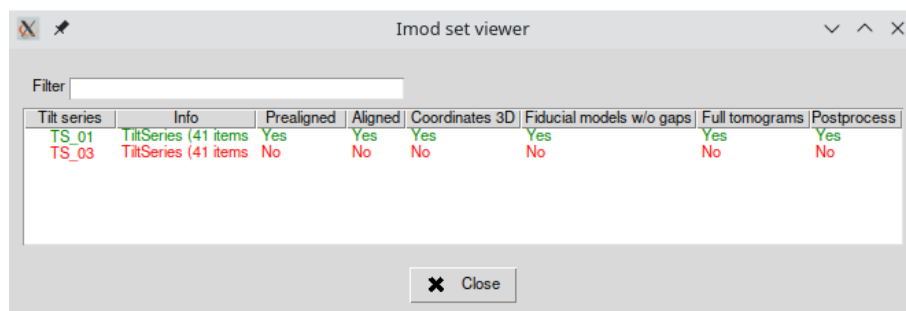 Imod set viewer
Filter
Tilt series Info Prealigned Aligned Coordinates 3D Fiducial models w/o gaps Full tomograms Postprocess
TS_01 TiltSeries (41 items Yes Yes Yes Yes Yes Yes
TS_03 TiltSeries (41 items No No No No No No
Close